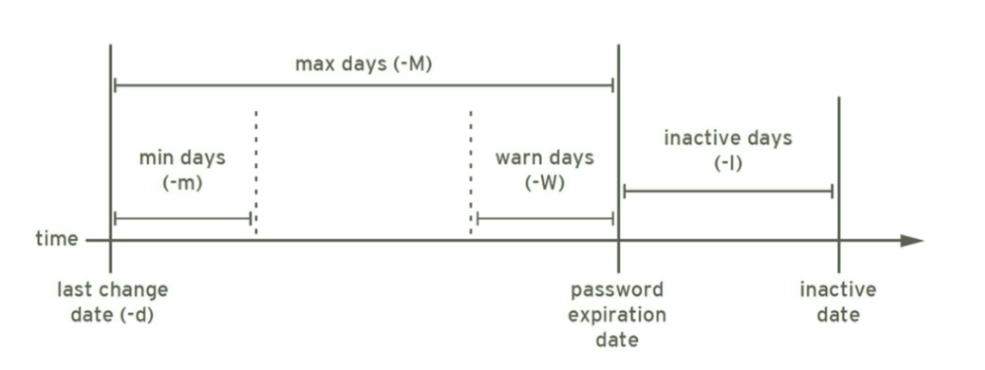 max days (-M)
min days
(-m)
warn days
(-W)
inactive days
(-I)
time
last change
date (-d)
password
expiration
date
inactive
date